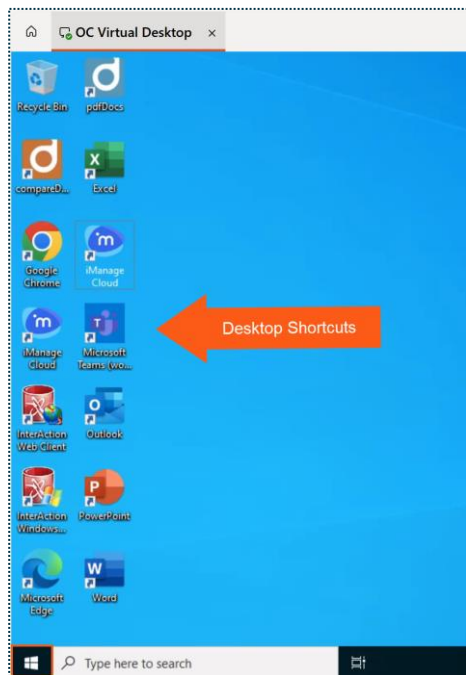 OC Virtual Desktop
Recycle Bin
pdfDocs
compareD...
Excel
Google
Chrome
iManage
Cloud
Desktop Shortcuts
iManage
Cloud
Microsoft
Teams (wo...
InterAction
Web Client
Outlook
InterAction
Windows...
PowerPoint
Microsoft
Edge
Word
Type here to search